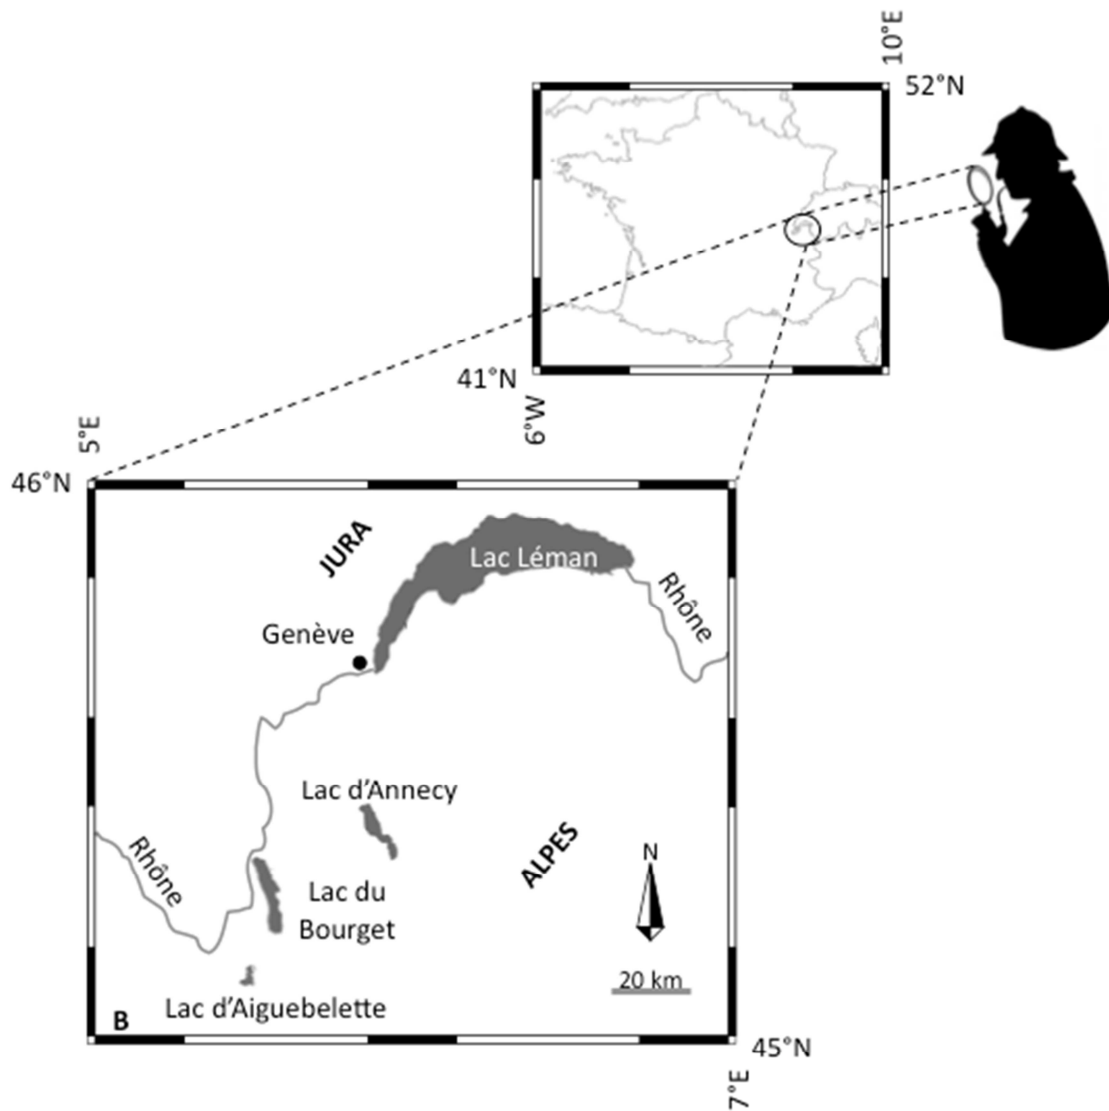 10°E
52°N
41°N
6°W
5°E
46°N
JURA
Lac Léman
Rhône
Genève
Lac d'Annecy
ALPES
N
Rhône
Lac du
Bourget
20 km
Lac d'Aiguebelette
B
45°N
7°E